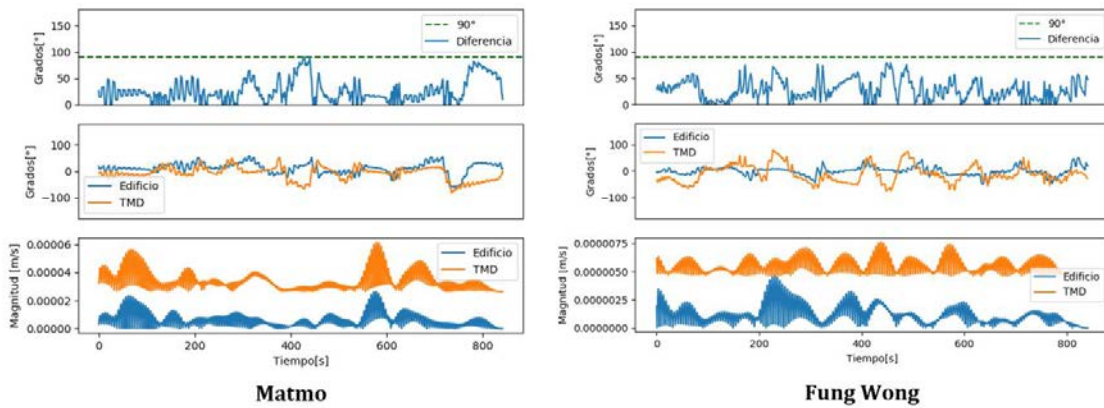 150
100
50
0
Grados[°]
90°
Diferencia
100
0
−100
Grados[°]
Edificio
TMD
0.00006
0.00004
0.00002
0.00000
Magnitud [m/s]
Edificio
TMD
0 200 400 600 800
Tiempo[s]
Matmo
150
100
50
0
Grados[°]
90°
Diferencia
100
0
−100
Grados[°]
Edificio
TMD
0.0000075
0.0000050
0.0000025
0.0000000
Magnitud [m/s]
Edificio
TMD
0 200 400 600 800
Tiempo[s]
Fung Wong